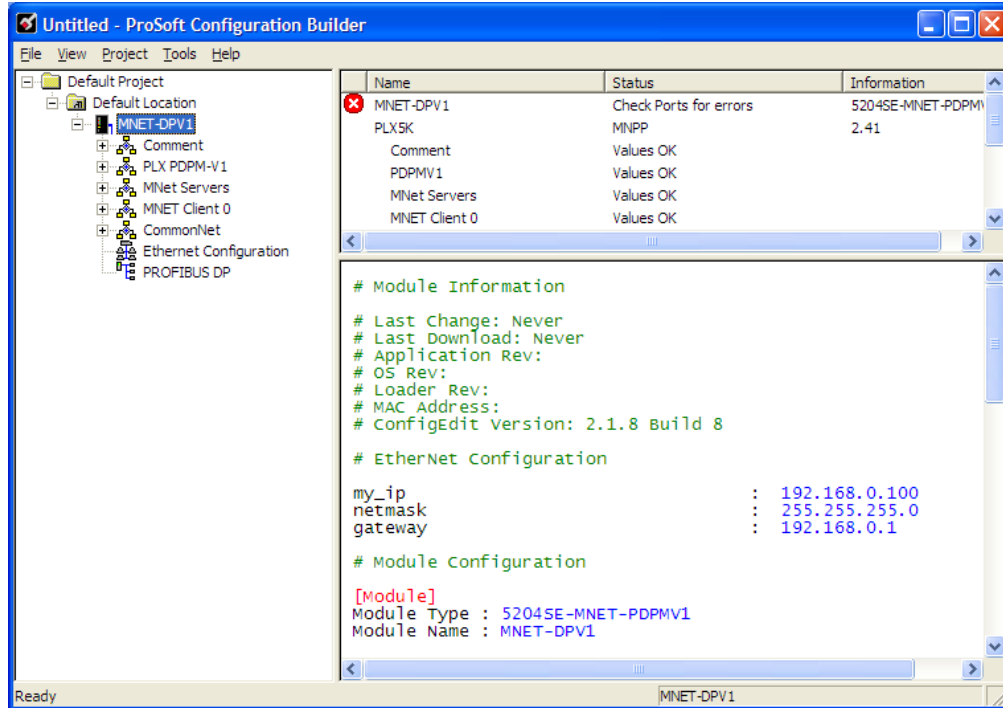 Untitled - ProSoft Configuration Builder
File View Project Tools Help
Default Project
Default Location
MNET-DPV1
Comment
PLX PDPM-V1
MNet Servers
MNET Client 0
CommonNet
Ethernet Configuration
PROFIBUS DP
Name Status Information
MNET-DPV1 Check Ports for errors 5204SE-MNET-PDPMV
PLX5K MNPP 2.41
Comment Values OK
PDPMV1 Values OK
MNet Servers Values OK
MNET Client 0 Values OK
# Module Information
# Last Change: Never
# Last Download: Never
# Application Rev:
# OS Rev:
# Loader Rev:
# MAC Address:
# ConfigEdit Version: 2.1.8 Build 8
# EtherNet Configuration
my_ip : 192.168.0.100
netmask : 255.255.255.0
gateway : 192.168.0.1
# Module Configuration
[Module]
Module Type : 5204SE-MNET-PDPMV1
Module Name : MNET-DPV1
Ready MNET-DPV1